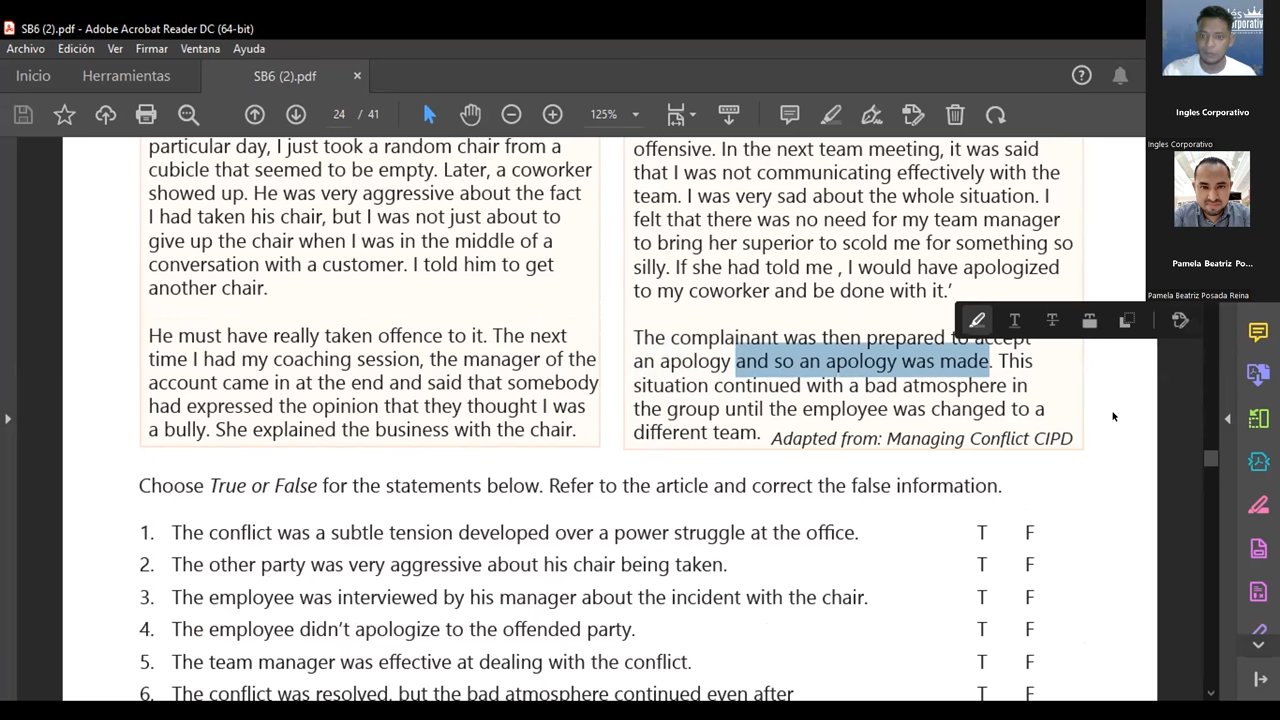 SB6 (2).pdf - Adobe Acrobat Reader DC (64-bit)
Archivo Edición Ver Firmar Ventana Ayuda
Inicio Herramientas SB6 (2).pdf ×
24 / 41 125%
particular day, I just took a random chair from a
cubicle that seemed to be empty. Later, a coworker
showed up. He was very aggressive about the fact
I had taken his chair, but I was not just about to
give up the chair when I was in the middle of a
conversation with a customer. I told him to get
another chair.
He must have really taken offence to it. The next
time I had my coaching session, the manager of the
account came in at the end and said that somebody
had expressed the opinion that they thought I was
a bully. She explained the business with the chair.
offensive. In the next team meeting, it was said
that I was not communicating effectively with the
team. I was very sad about the whole situation. I
felt that there was no need for my team manager
to bring her superior to scold me for something so
silly. If she had told me , I would have apologized
to my coworker and be done with it.’
The complainant was then prepared to accept
an apology and so an apology was made. This
situation continued with a bad atmosphere in
the group until the employee was changed to a
different team. Adapted from: Managing Conflict CIPD
Choose True or False for the statements below. Refer to the article and correct the false information.
1. The conflict was a subtle tension developed over a power struggle at the office. T F
2. The other party was very aggressive about his chair being taken. T F
3. The employee was interviewed by his manager about the incident with the chair. T F
4. The employee didn’t apologize to the offended party. T F
5. The team manager was effective at dealing with the conflict. T F
6. The conflict was resolved, but the bad atmosphere continued even after T F
Ingles Corporativo
Ingles Corporativo
Pamela Beatriz Po...
Pamela Beatriz Posada Reina